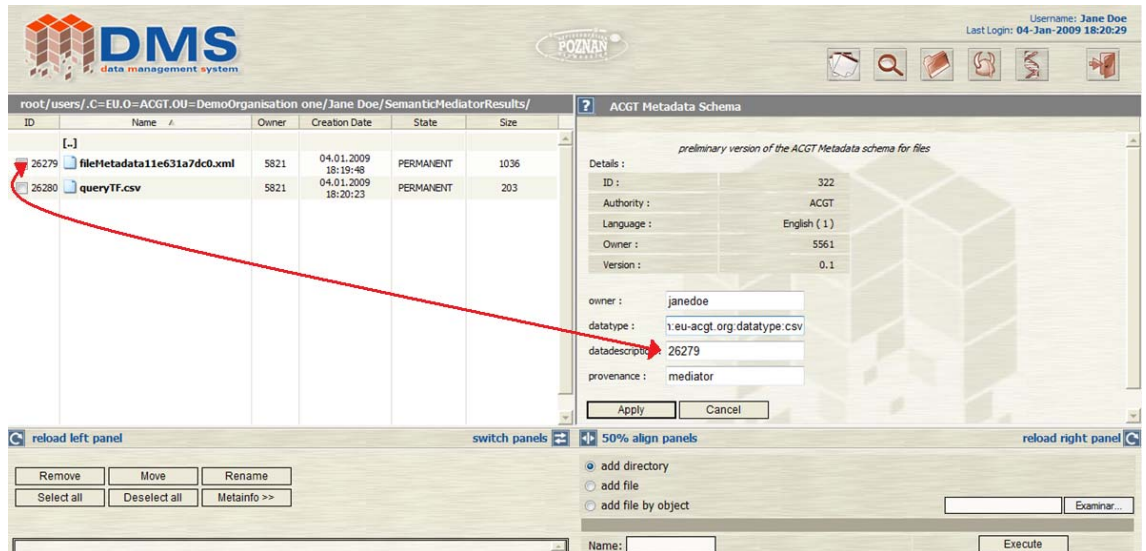 DMS
data management system
POZNAŃ
Username: Jane Doe
Last Login: 04-Jan-2009 18:20:29
root/users/.C=EU.O=ACGT.OU=DemoOrganisation one/Jane Doe/SemanticMediatorResults/
ID Name Owner Creation Date State Size
[..]
26279 fileMetadata11e631a7dc0.xml 5821 04.01.2009 18:19:48 PERMANENT 1036
26280 queryTF.csv 5821 04.01.2009 18:20:23 PERMANENT 203
? ACGT Metadata Schema
preliminary version of the ACGT Metadata schema for files
Details :
ID : 322
Authority : ACGT
Language : English ( 1 )
Owner : 5561
Version : 0.1
owner : janedoe
datatype : n:eu-acgt.org:datatype:csv
datadescription : 26279
provenance : mediator
Apply Cancel
reload left panel switch panels
50% align panels reload right panel
Remove Move Rename
Select all Deselect all Metainfo >>
add directory
add file
add file by object Examinar...
Name: Execute